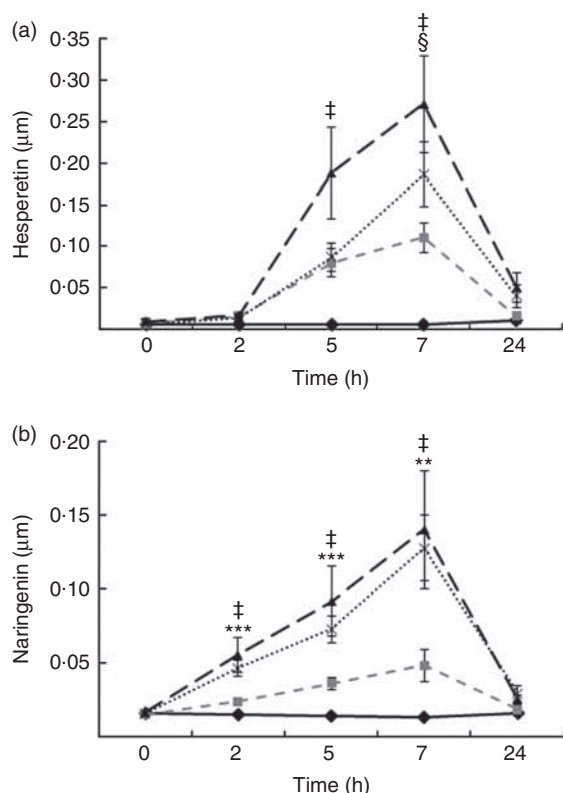 (a)
0·35
‡
§
0·30
0·25
‡
0·20
0·15
0·10
0·05
Hesperetin (μm)
0 2 5 7 24
Time (h)
(b)
0·20
‡
**
0·15
‡
***
‡
***
0·10
0·05
Naringenin (μm)
0 2 5 7 24
Time (h)